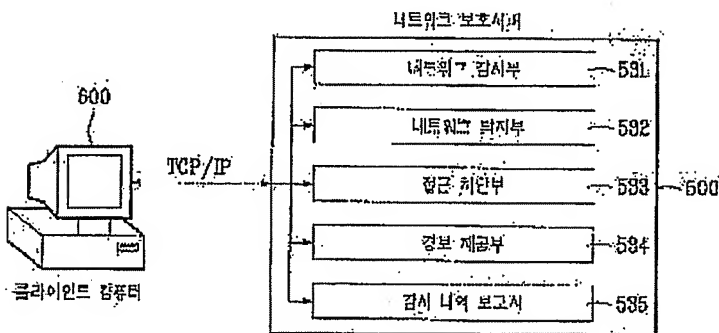 네트워크 보호서버
600
네트워크 감시부
591
네트워크 탐지부
592
TCP/IP
접근 차단부
593
500
경보 제공부
594
클라이언트 컴퓨터
감시 내역 보고서
595